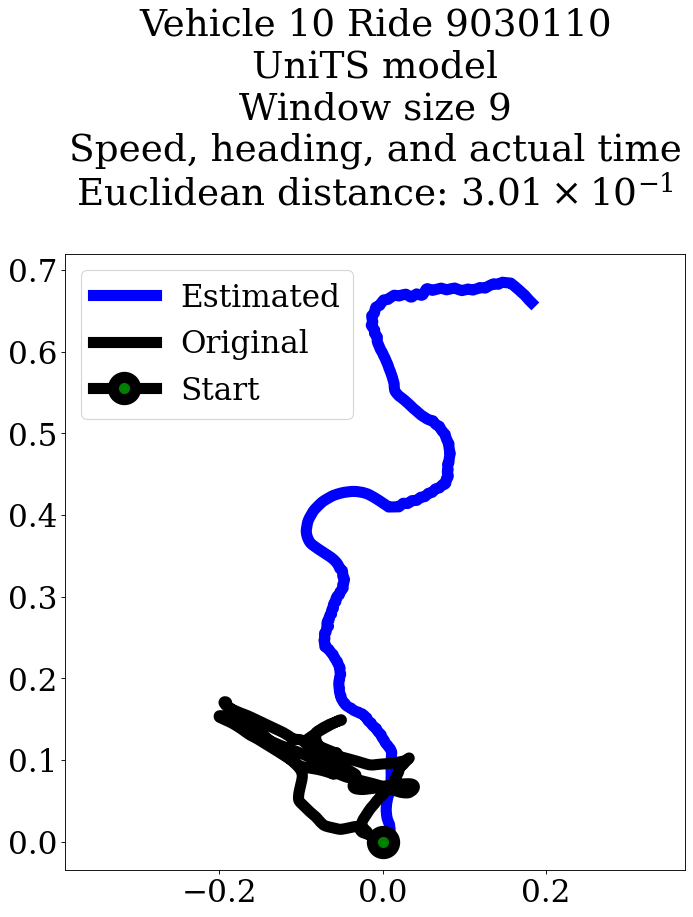 Vehicle 10 Ride 9030110
UniTS model
Window size 9
Speed, heading, and actual time
Euclidean distance: 3.01 × 10⁻¹
Estimated
Original
Start
0.7
0.6
0.5
0.4
0.3
0.2
0.1
0.0
−0.2 0.0 0.2